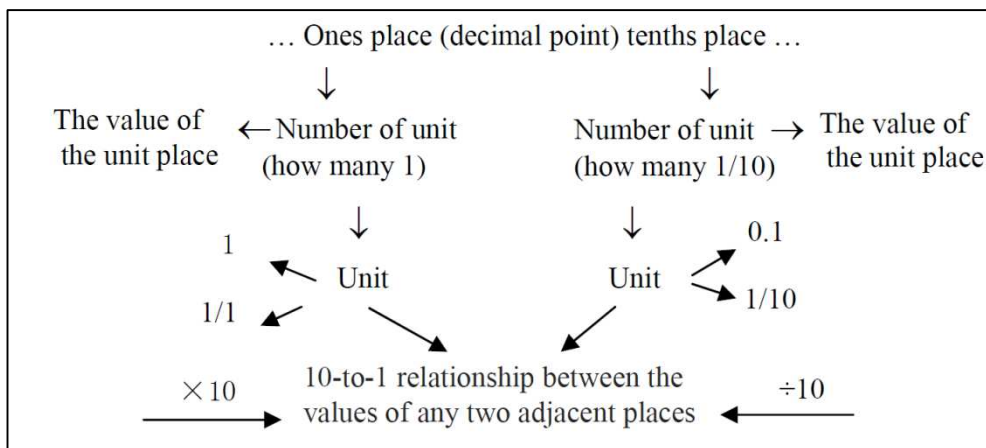 … Ones place (decimal point) tenths place …
The value of
the unit place
Number of unit
(how many 1)
Number of unit
(how many 1/10)
The value of
the unit place
1
1/1
Unit
Unit
0.1
1/10
×10
10-to-1 relationship between the
values of any two adjacent places
÷10